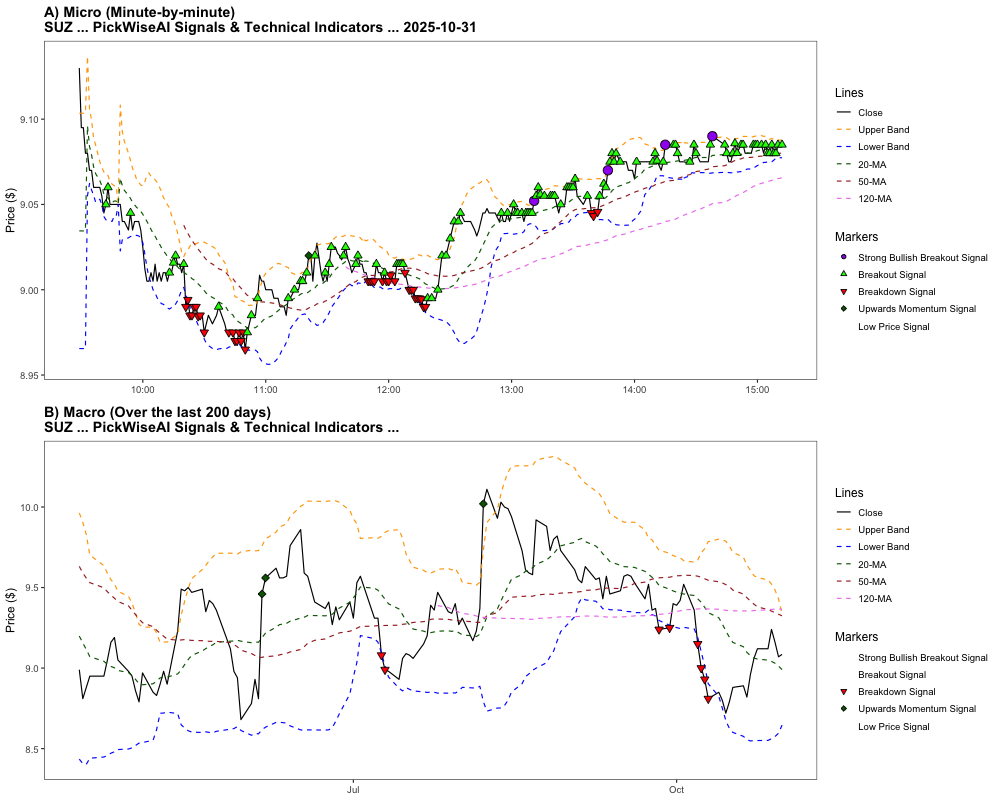 A) Micro (Minute-by-minute)
SUZ ... PickWiseAI Signals & Technical Indicators ... 2025-10-31
Price ($)
9.10
9.05
9.00
8.95
10:00
11:00
12:00
13:00
14:00
15:00
Lines
Close
Upper Band
Lower Band
20-MA
50-MA
120-MA
Markers
Strong Bullish Breakout Signal
Breakout Signal
Breakdown Signal
Upwards Momentum Signal
Low Price Signal
B) Macro (Over the last 200 days)
SUZ ... PickWiseAI Signals & Technical Indicators ...
Price ($)
10.0
9.5
9.0
8.5
Jul
Oct
Lines
Close
Upper Band
Lower Band
20-MA
50-MA
120-MA
Markers
Strong Bullish Breakout Signal
Breakout Signal
Breakdown Signal
Upwards Momentum Signal
Low Price Signal